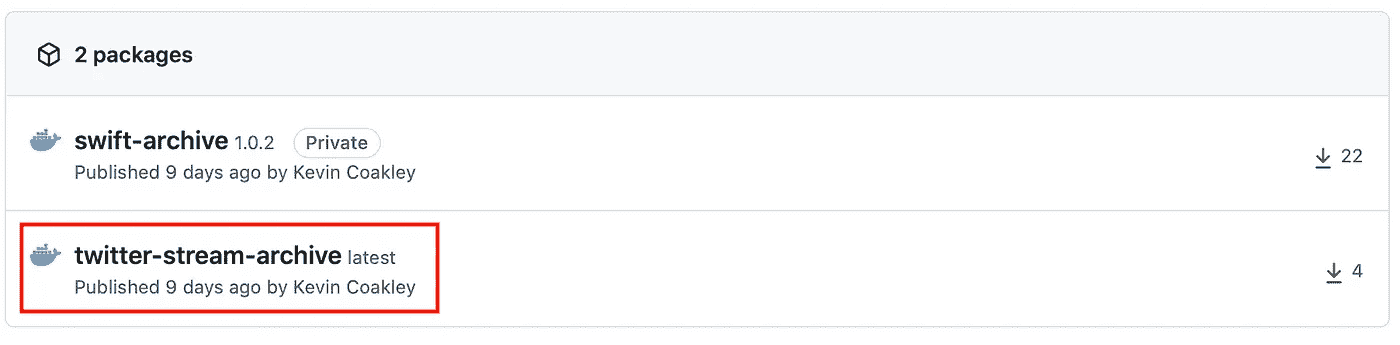 2 packages
swift-archive 1.0.2 Private
Published 9 days ago by Kevin Coakley
22
twitter-stream-archive latest
Published 9 days ago by Kevin Coakley
4